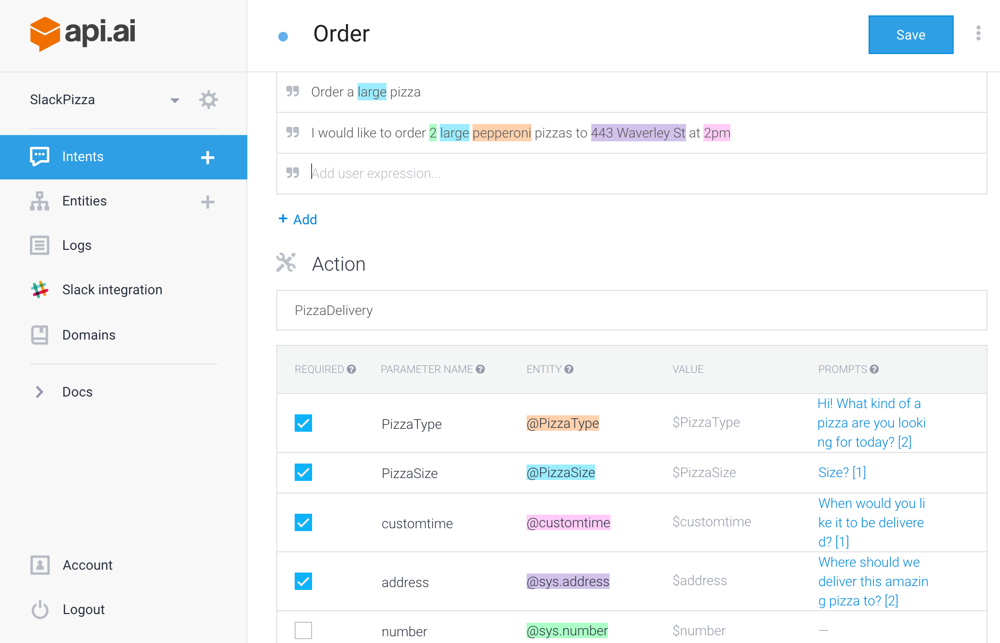 api.ai
Order
Save
SlackPizza
Intents
Entities
Logs
Slack integration
Domains
Docs
Account
Logout
Order a large pizza
I would like to order 2 large pepperoni pizzas to 443 Waverley St at 2pm
Add user expression...
+ Add
Action
PizzaDelivery
REQUIRED ? PARAMETER NAME ? ENTITY ? VALUE PROMPTS ?
PizzaType @PizzaType $PizzaType
Hi! What kind of a
pizza are you looki
ng for today? [2]
PizzaSize @PizzaSize $PizzaSize Size? [1]
customtime @customtime $customtime
When would you li
ke it to be delivere
d? [1]
address @sys.address $address
Where should we
deliver this amazin
g pizza to? [2]
number @sys.number $number —